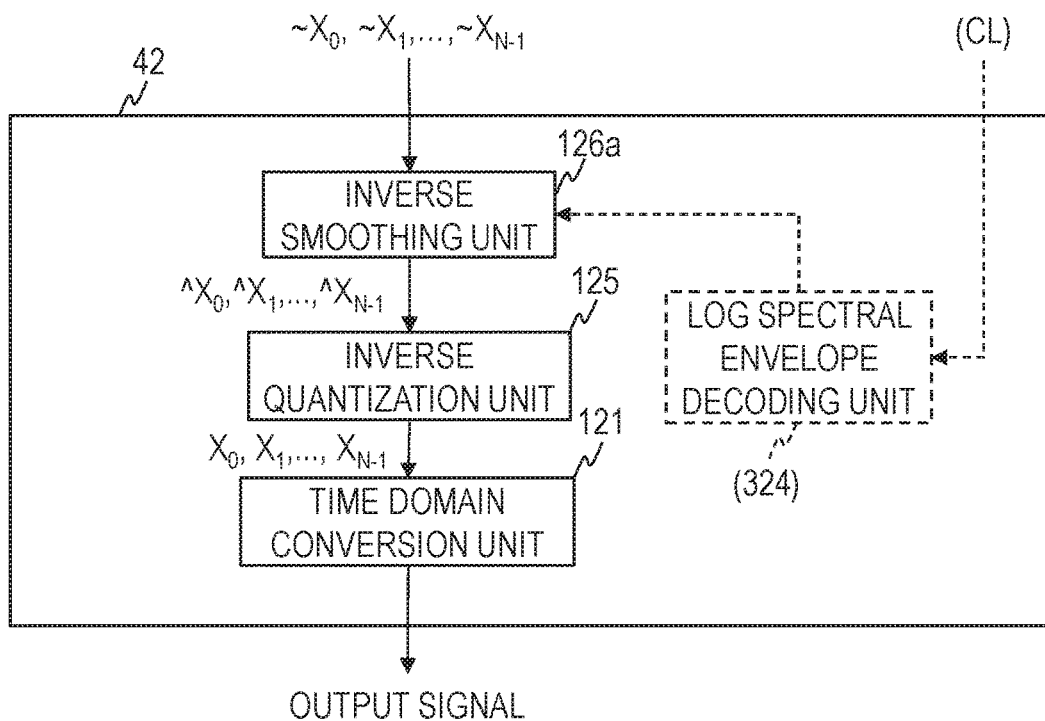 ~X0, ~X1,...,~XN-1
(CL)
42
126a
INVERSE
SMOOTHING UNIT
^X0,^X1,...,^XN-1
125
LOG SPECTRAL
ENVELOPE
DECODING UNIT
INVERSE
QUANTIZATION UNIT
X0, X1,..., XN-1
121
(324)
TIME DOMAIN
CONVERSION UNIT
OUTPUT SIGNAL